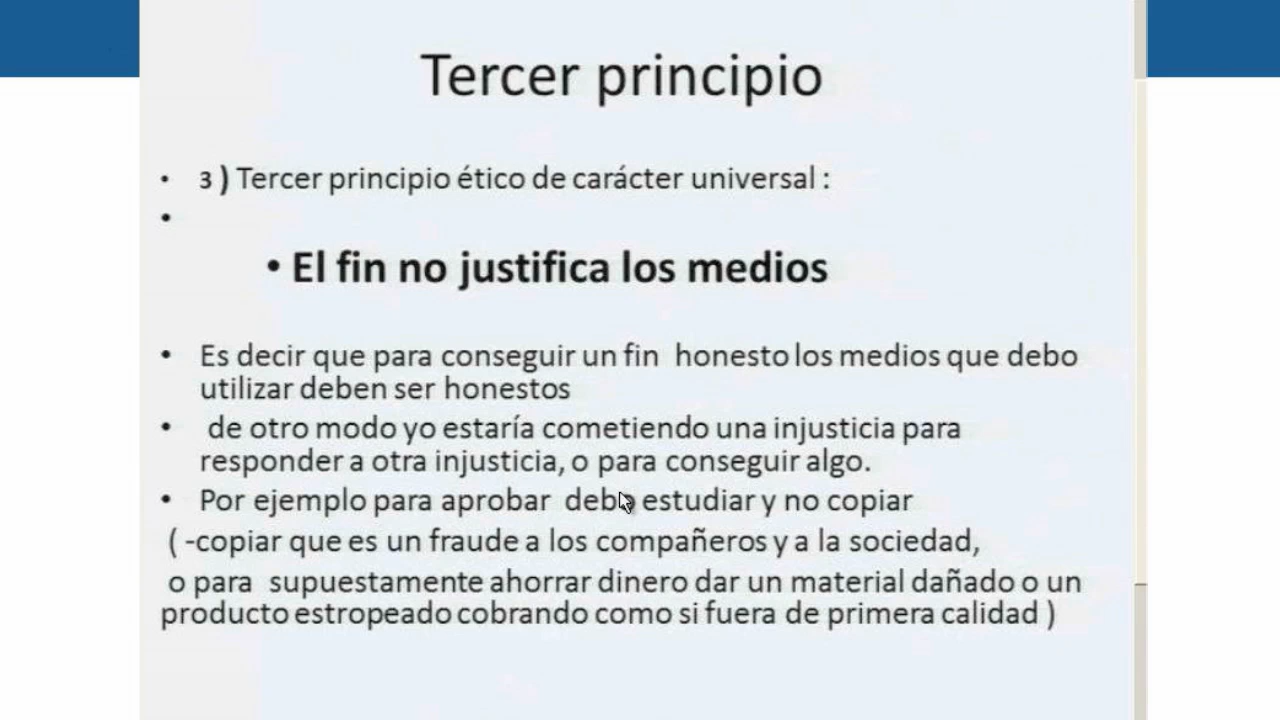 Tercer principio
• 3 ) Tercer principio ético de carácter universal :
•
• El fin no justifica los medios
• Es decir que para conseguir un fin honesto los medios que debo
utilizar deben ser honestos
• de otro modo yo estaría cometiendo una injusticia para
responder a otra injusticia, o para conseguir algo.
• Por ejemplo para aprobar debo estudiar y no copiar
( -copiar que es un fraude a los compañeros y a la sociedad,
o para supuestamente ahorrar dinero dar un material dañado o un
producto estropeado cobrando como si fuera de primera calidad )